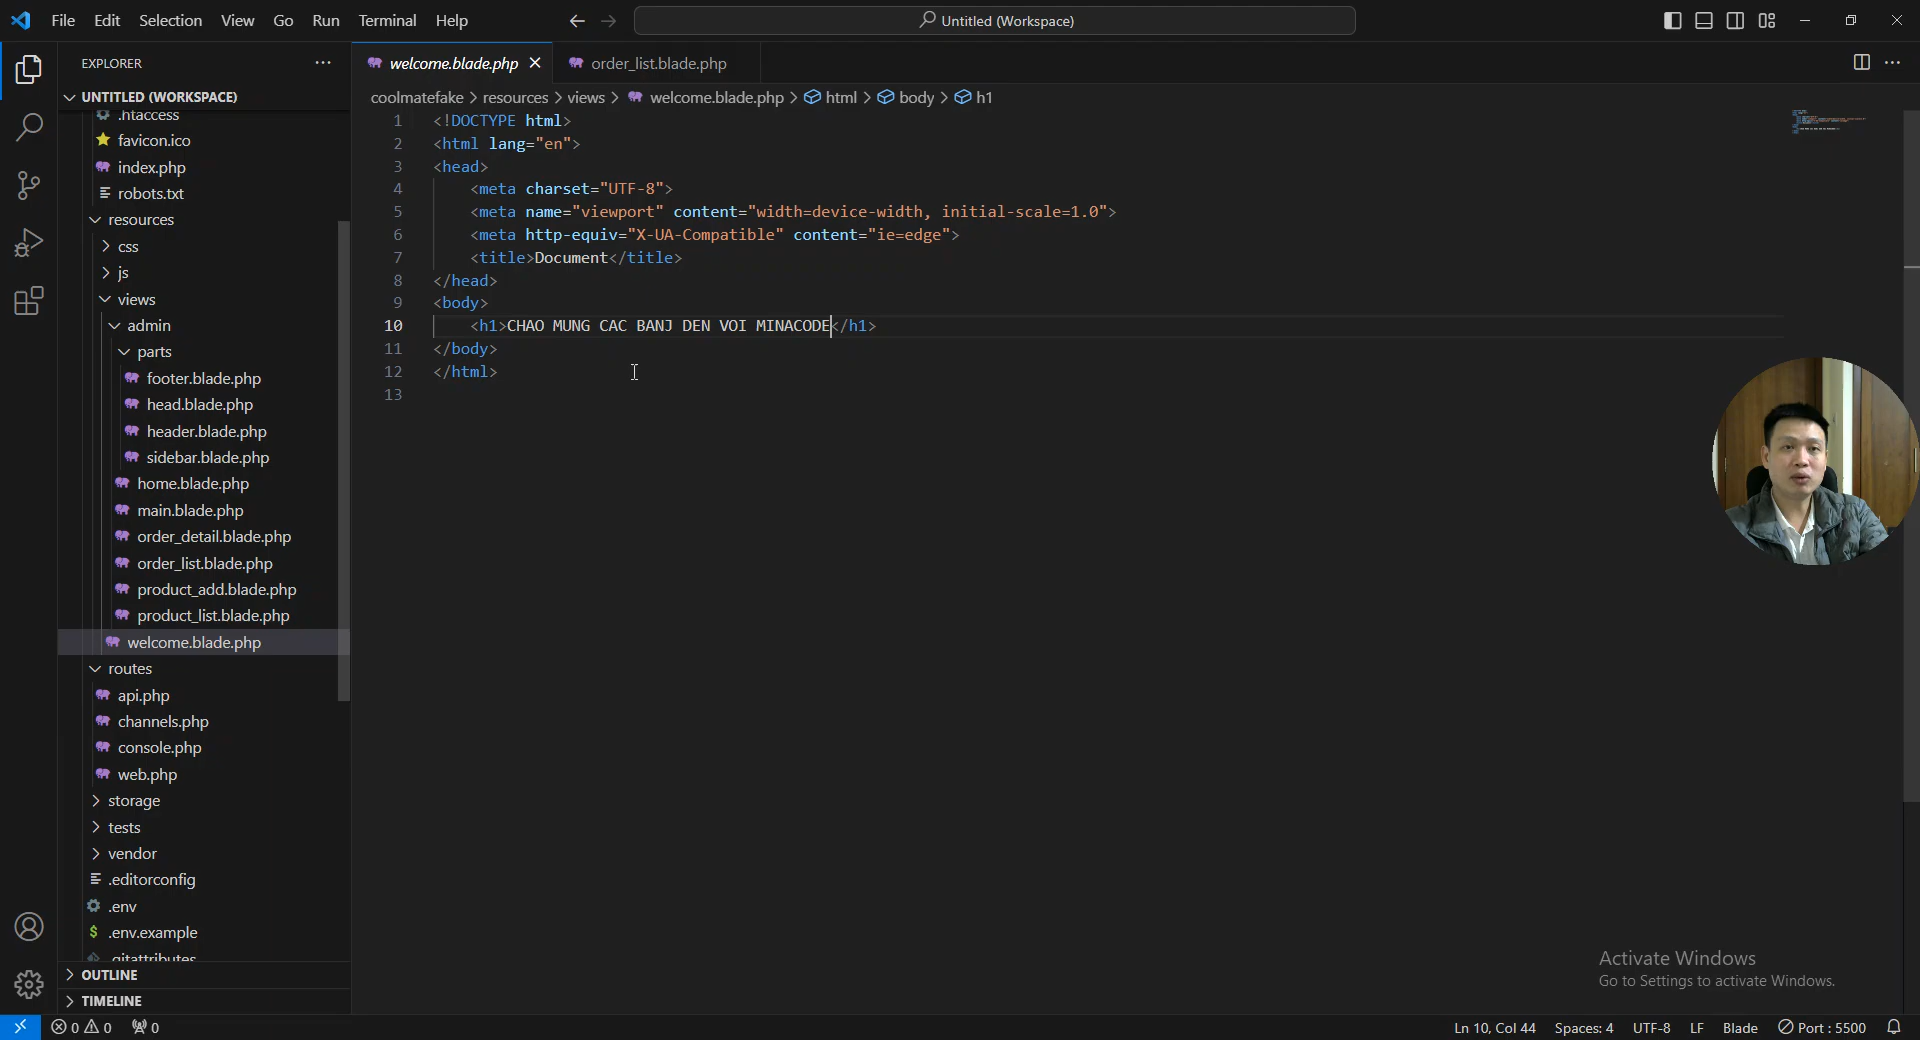 File Edit Selection View Go Run Terminal Help
Untitled (Workspace)
EXPLORER
UNTITLED (WORKSPACE)
.htaccess
favicon.ico
index.php
robots.txt
resources
css
js
views
admin
parts
footer.blade.php
head.blade.php
header.blade.php
sidebar.blade.php
home.blade.php
main.blade.php
order_detail.blade.php
order_list.blade.php
product_add.blade.php
product_list.blade.php
welcome.blade.php
routes
api.php
channels.php
console.php
web.php
storage
tests
vendor
.editorconfig
.env
.env.example
.gitattributes
OUTLINE
TIMELINE
welcome.blade.php order_list.blade.php
coolmatefake > resources > views > welcome.blade.php > html > body > h1
1 <!DOCTYPE html>
2 <html lang="en">
3 <head>
4 <meta charset="UTF-8">
5 <meta name="viewport" content="width=device-width, initial-scale=1.0">
6 <meta http-equiv="X-UA-Compatible" content="ie=edge">
7 <title>Document</title>
8 </head>
9 <body>
10 <h1>CHAO MUNG CAC BANJ DEN VOI MINACODE</h1>
11 </body>
12 </html>
13
Activate Windows
Go to Settings to activate Windows.
0 0 0 Ln 10, Col 44 Spaces: 4 UTF-8 LF Blade Port : 5500